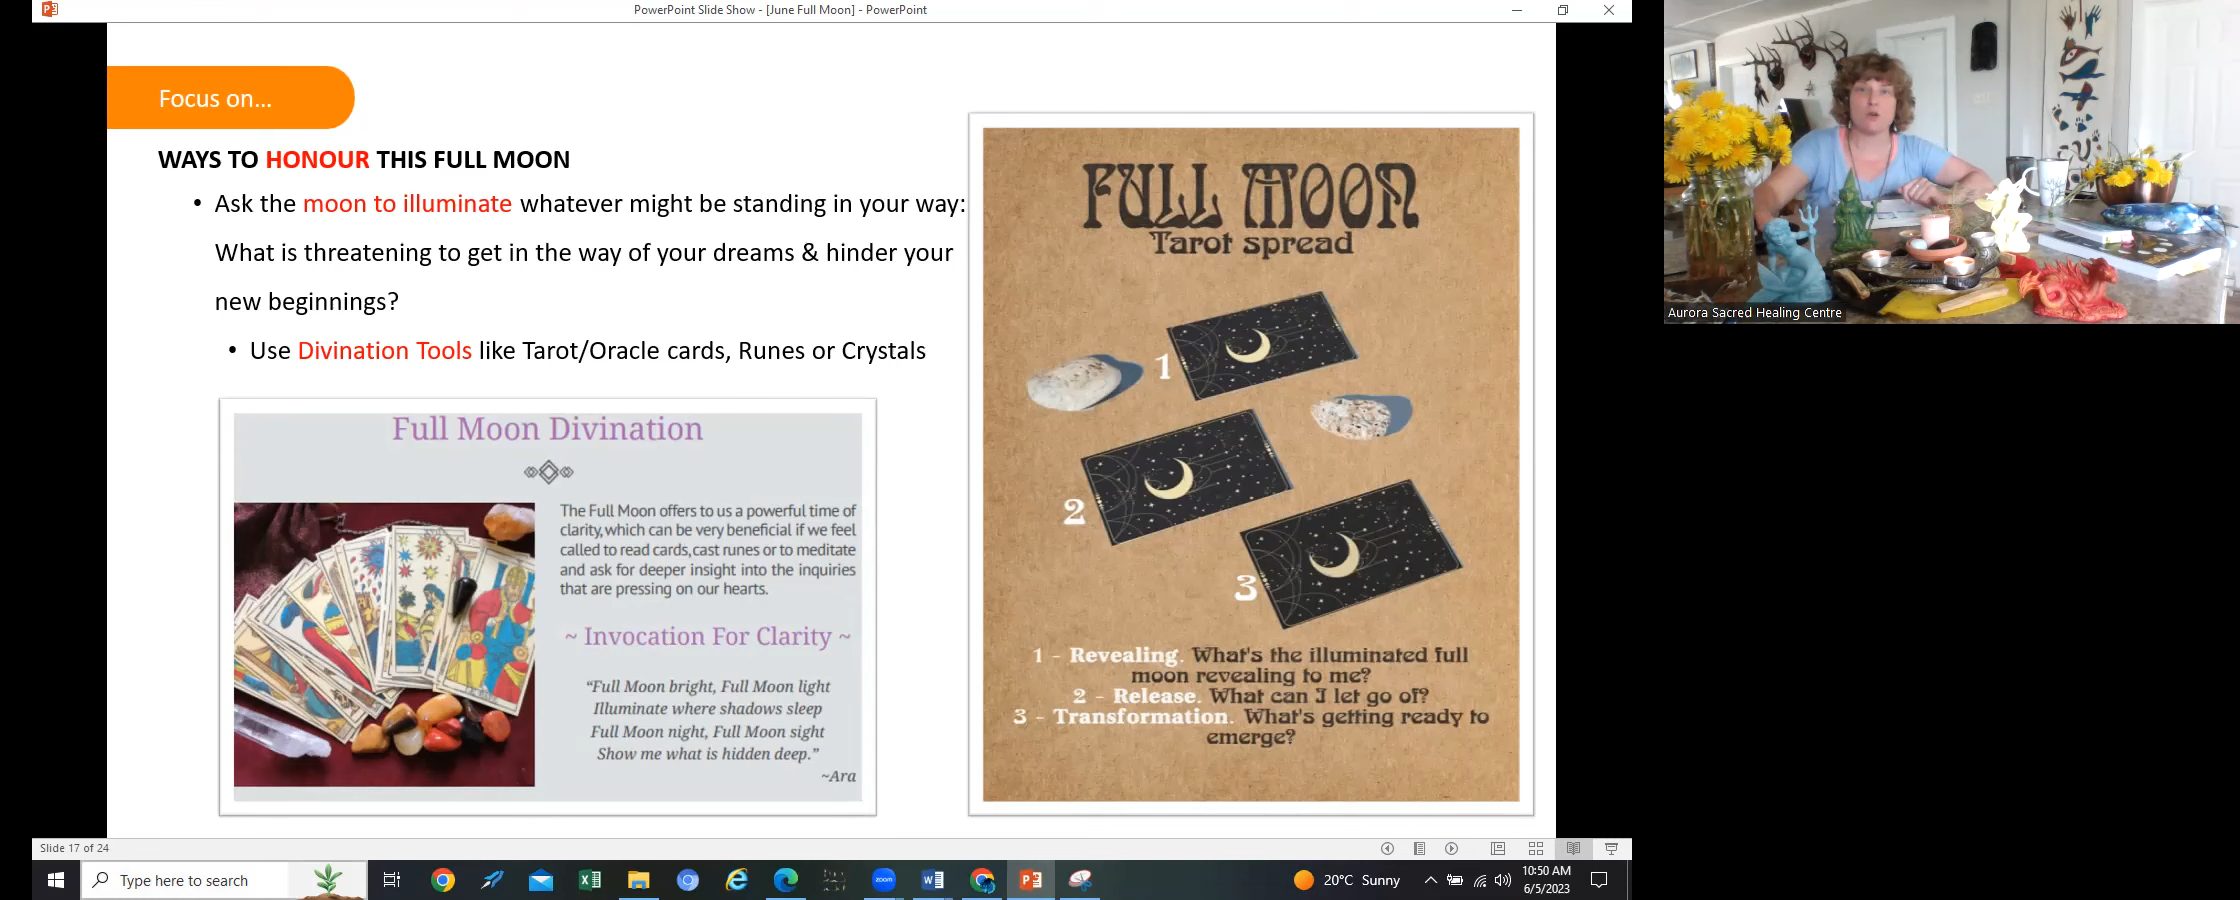 PowerPoint Slide Show - [June Full Moon] - PowerPoint
Focus on...
WAYS TO HONOUR THIS FULL MOON
• Ask the moon to illuminate whatever might be standing in your way:
What is threatening to get in the way of your dreams & hinder your
new beginnings?
• Use Divination Tools like Tarot/Oracle cards, Runes or Crystals
Full Moon Divination
The Full Moon offers to us a powerful time of
clarity, which can be very beneficial if we feel
called to read cards, cast runes or to meditate
and ask for deeper insight into the inquiries
that are pressing on our hearts.
~ Invocation For Clarity ~
“Full Moon bright, Full Moon light
Illuminate where shadows sleep
Full Moon night, Full Moon sight
Show me what is hidden deep.”
~Ara
FULL MOON
Tarot spread
1
2
3
1 - Revealing. What's the illuminated full
moon revealing to me?
2 - Release. What can I let go of?
3 - Transformation. What's getting ready to
emerge?
Aurora Sacred Healing Centre
Slide 17 of 24
Type here to search
zoom
20°C Sunny
10:50 AM
6/5/2023